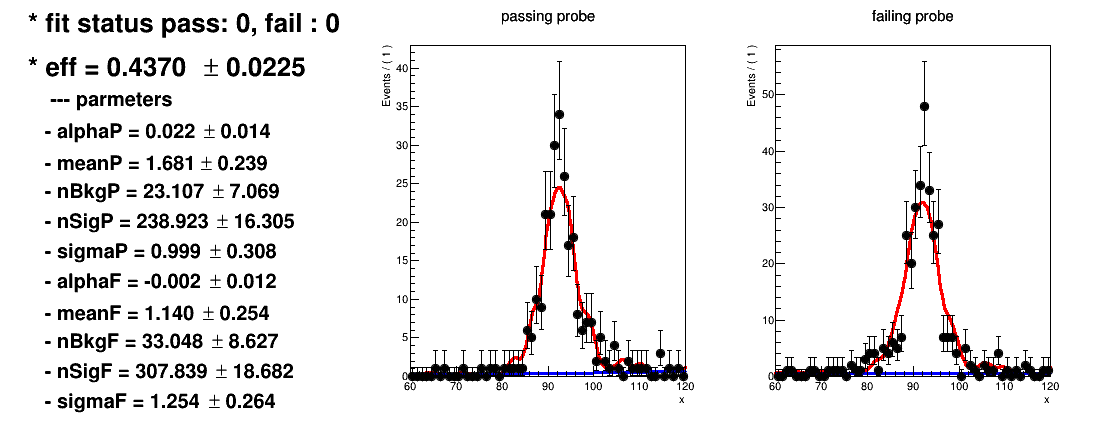 * fit status pass: 0, fail : 0
* eff = 0.4370 ± 0.0225
--- parmeters
- alphaP = 0.022 ± 0.014
- meanP = 1.681 ± 0.239
- nBkgP = 23.107 ± 7.069
- nSigP = 238.923 ± 16.305
- sigmaP = 0.999 ± 0.308
- alphaF = -0.002 ± 0.012
- meanF = 1.140 ± 0.254
- nBkgF = 33.048 ± 8.627
- nSigF = 307.839 ± 18.682
- sigmaF = 1.254 ± 0.264
passing probe
Events / ( 1 )
40
35
30
25
20
15
10
5
0
60 70 80 90 100 110 120
x
failing probe
Events / ( 1 )
50
40
30
20
10
0
60 70 80 90 100 110 120
x